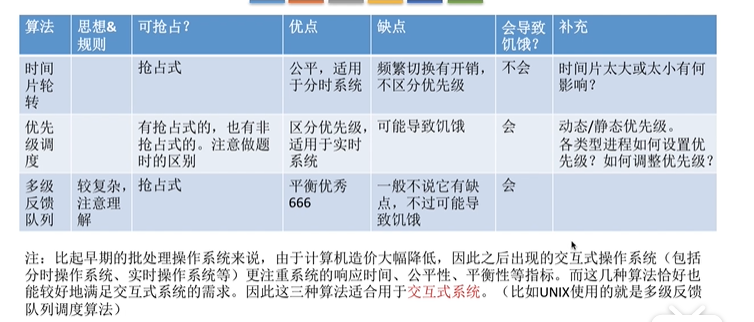 算法 思想& 可抢占？ 优点 缺点 会导致 补充
规则 饥饿？
时间 抢占式 公平，适用 频繁切换有开销， 不会 时间片太大或太小有何
片轮 于分时系统 不区分优先级 影响？
转
优先 有抢占式的，也有非 区分优先级， 可能导致饥饿 会 动态/静态优先级。
级调 抢占式的。注意做题 适用于实时 各类型进程如何设置优
度 时的区别 系统 先级？如何调整优先级？
多级 较复杂， 抢占式 平衡优秀 一般不说它有缺 会
反馈 注意理 666 点，不过可能导
队列 解 致饥饿
注：比起早期的批处理操作系统来说，由于计算机造价大幅降低，因此之后出现的交互式操作系统（包括
分时操作系统、实时操作系统等）更注重系统的响应时间、公平性、平衡性等指标。而这几种算法恰好也
能较好地满足交互式系统的需求。因此这三种算法适合用于交互式系统。（比如UNIX使用的就是多级反馈
队列调度算法）